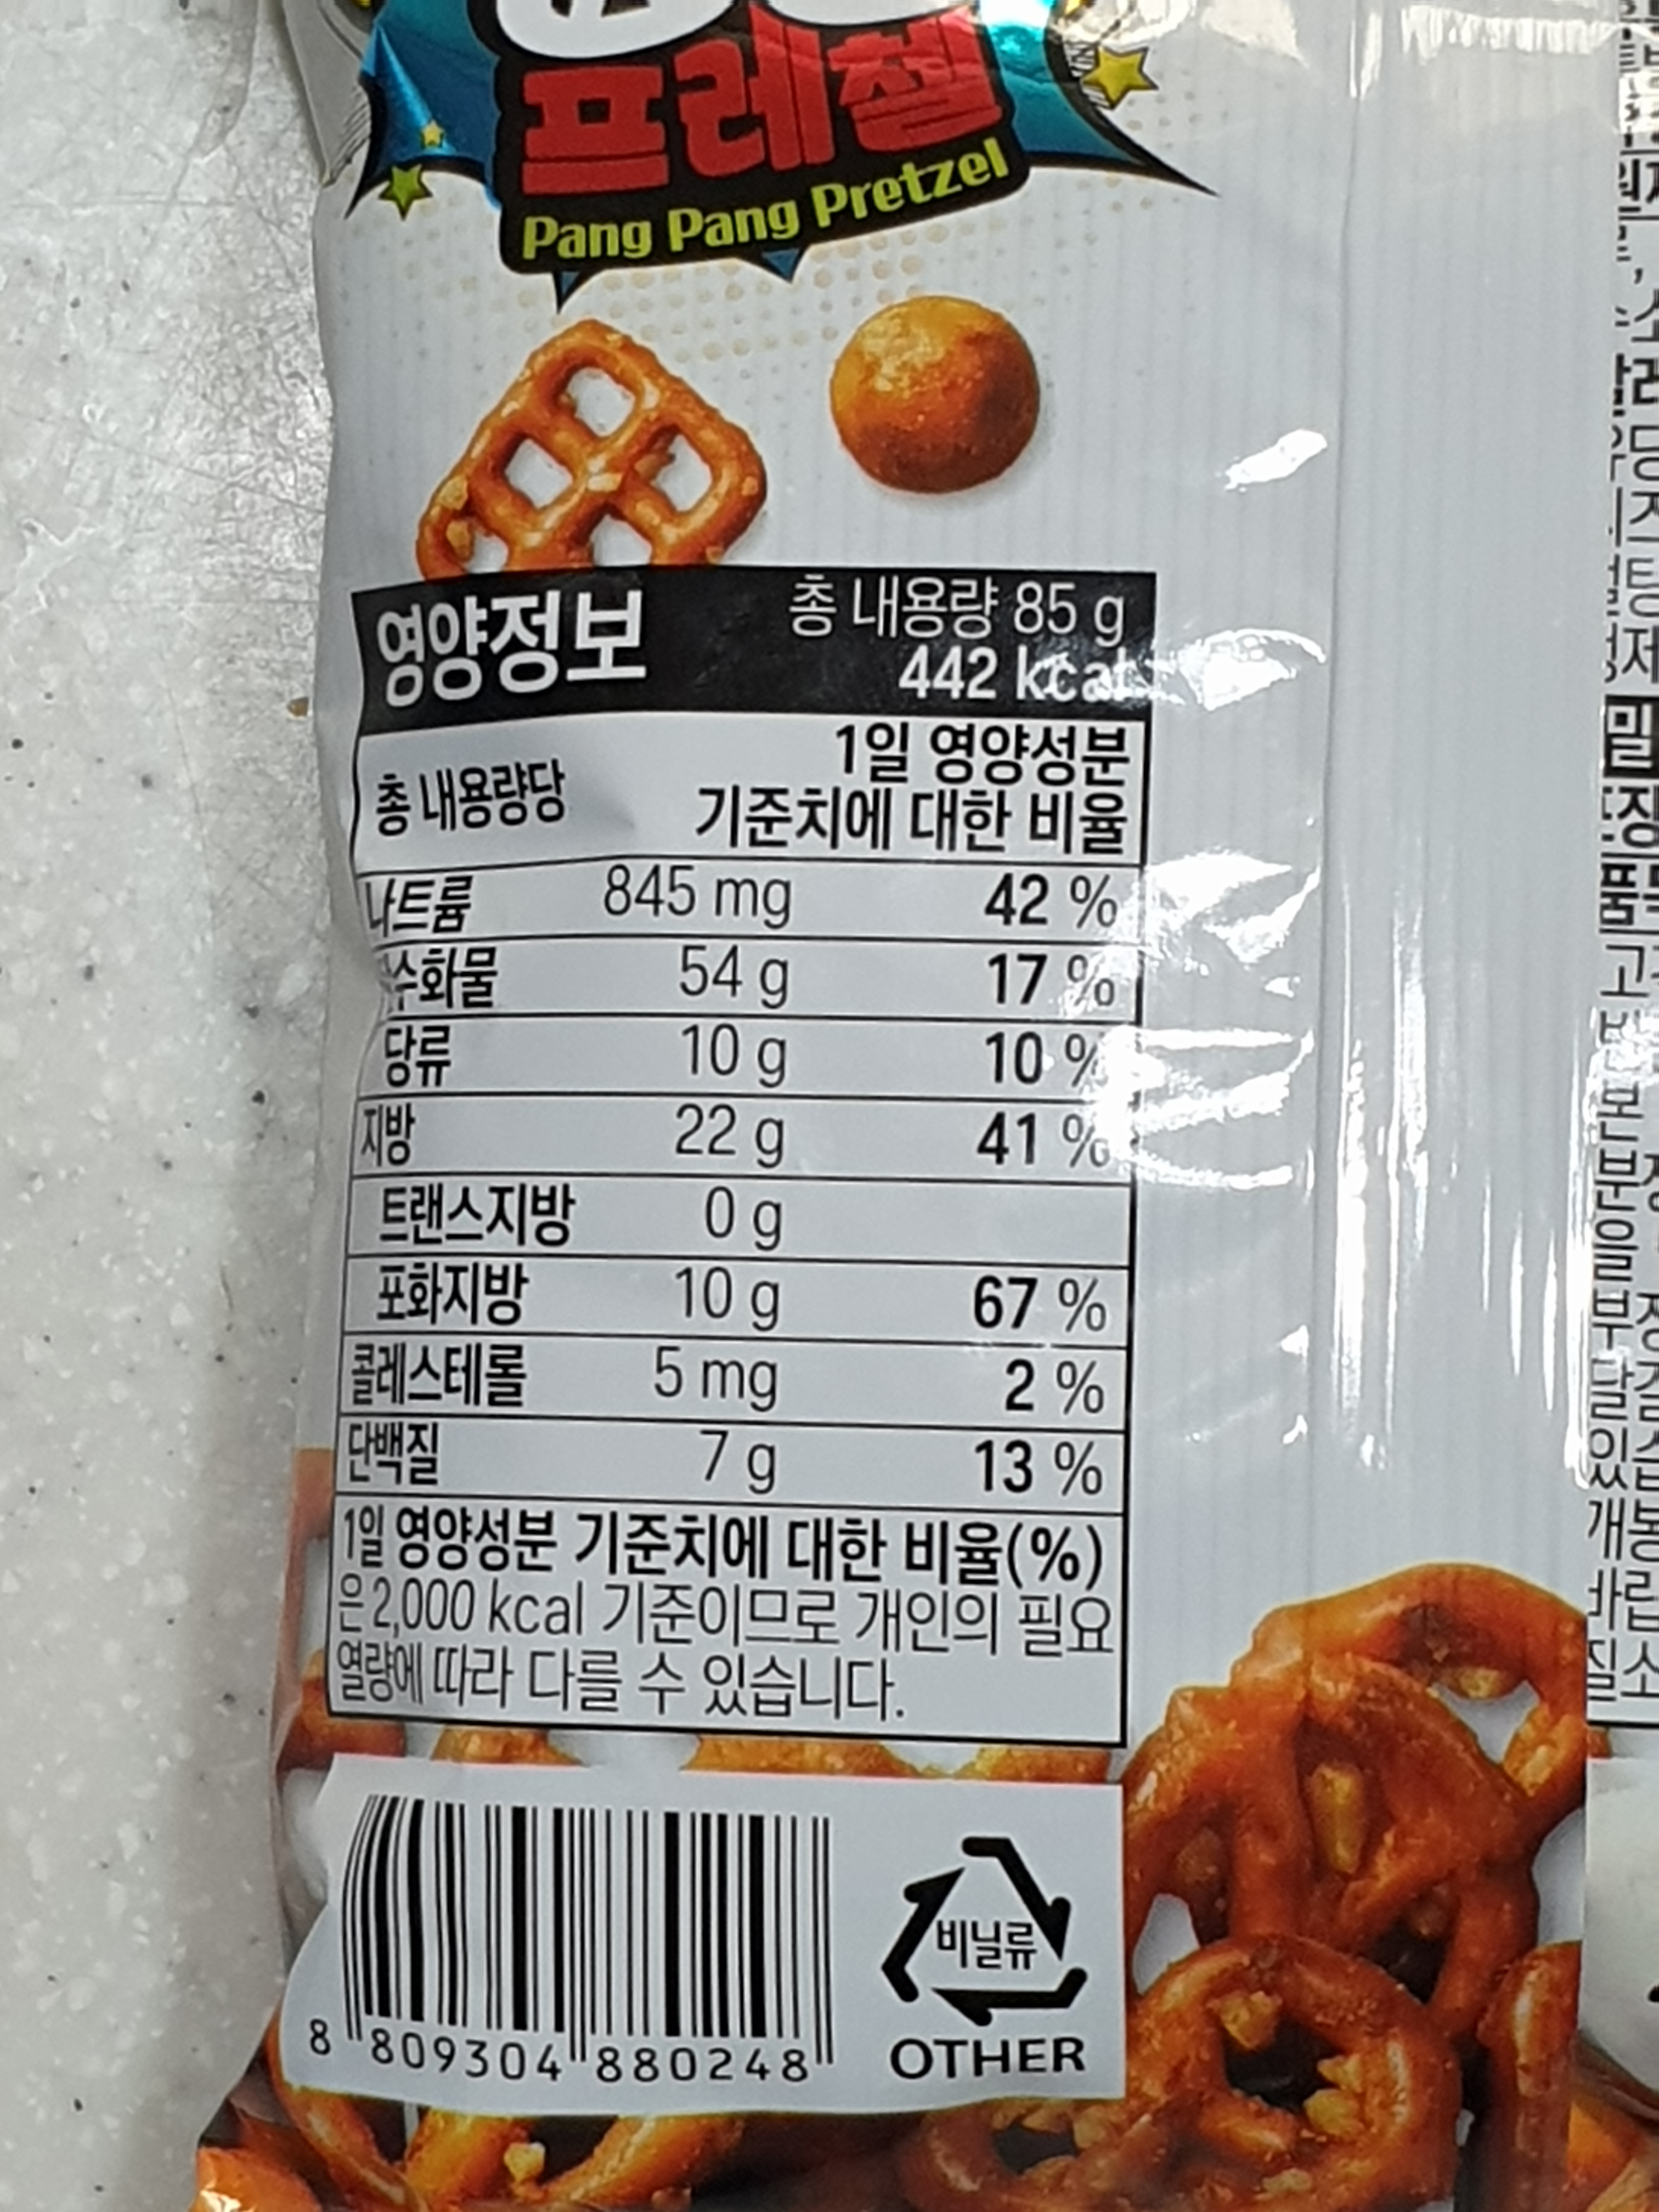 프레첼
Pang Pang Pretzel
영양정보
총 내용량 85 g
442 kcal
총 내용량당
1일 영양성분
기준치에 대한 비율
나트륨 845 mg 42 %
수화물 54 g 17 %
당류 10 g 10 %
지방 22 g 41 %
트랜스지방 0 g
포화지방 10 g 67 %
콜레스테롤 5 mg 2 %
단백질 7 g 13 %
1일 영양성분 기준치에 대한 비율(%)
은 2,000 kcal 기준이므로 개인의 필요
열량에 따라 다를 수 있습니다.
8 809304 880248
비닐류
OTHER